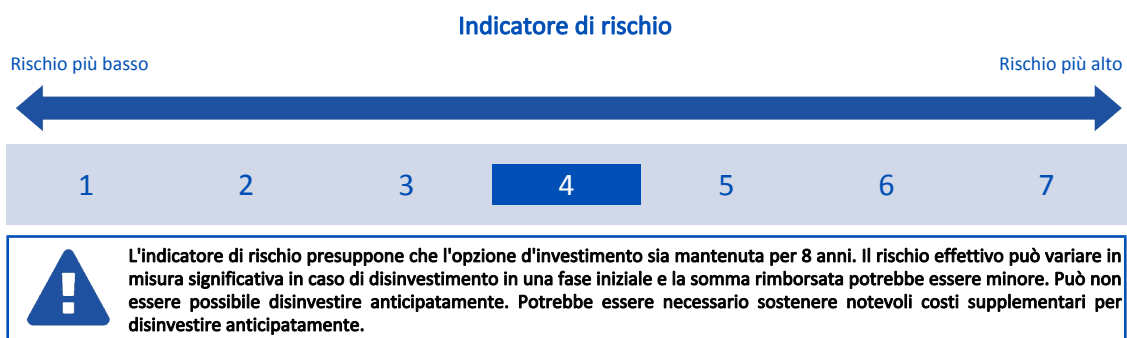 Indicatore di rischio
Rischio più basso Rischio più alto
1 2 3 4 5 6 7
L'indicatore di rischio presuppone che l'opzione d'investimento sia mantenuta per 8 anni. Il rischio effettivo può variare in
misura significativa in caso di disinvestimento in una fase iniziale e la somma rimborsata potrebbe essere minore. Può non
essere possibile disinvestire anticipatamente. Potrebbe essere necessario sostenere notevoli costi supplementari per
disinvestire anticipatamente.